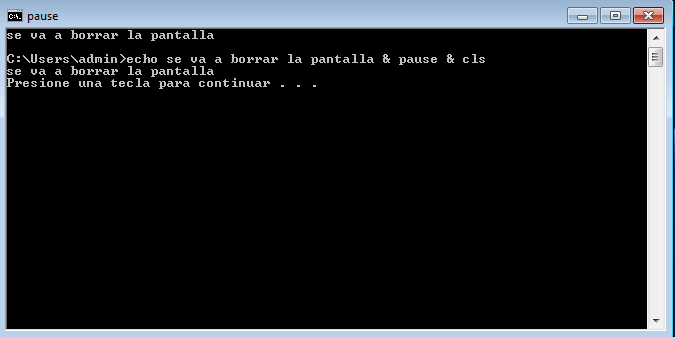 pause
se va a borrar la pantalla
C:\Users\admin>echo se va a borrar la pantalla & pause & cls
se va a borrar la pantalla
Presione una tecla para continuar . . .